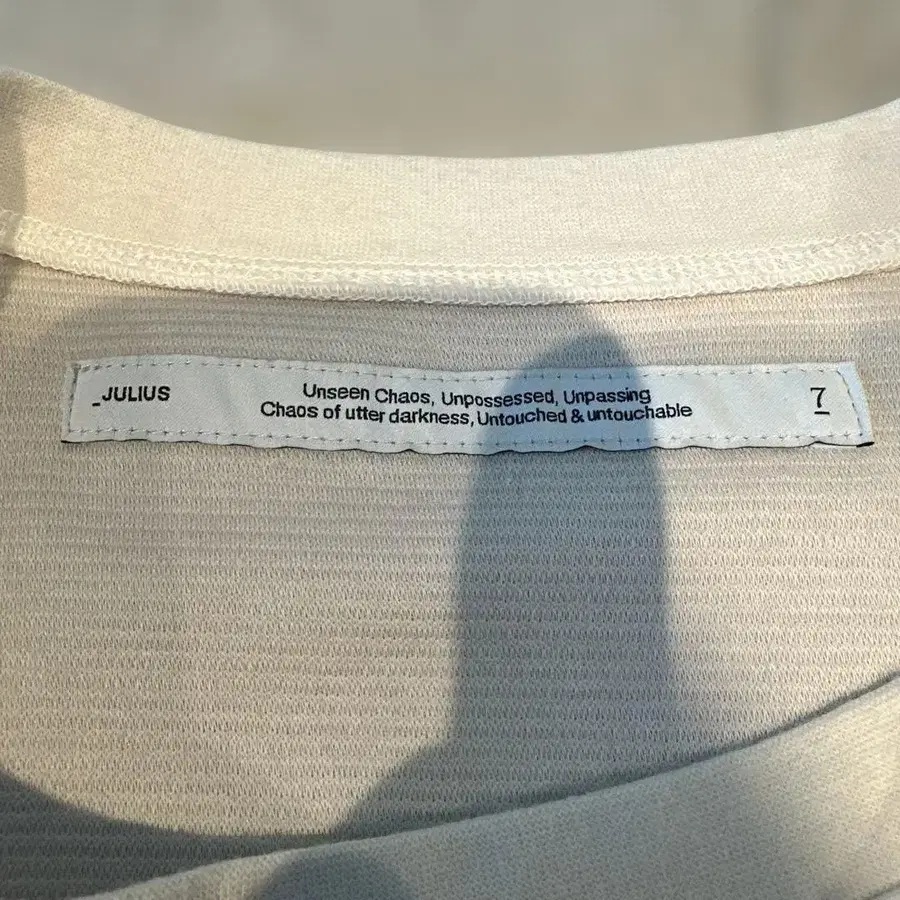 _JULIUS
Unseen Chaos, Unpossessed, Unpassing
Chaos of utter darkness, Untouched & untouchable
7